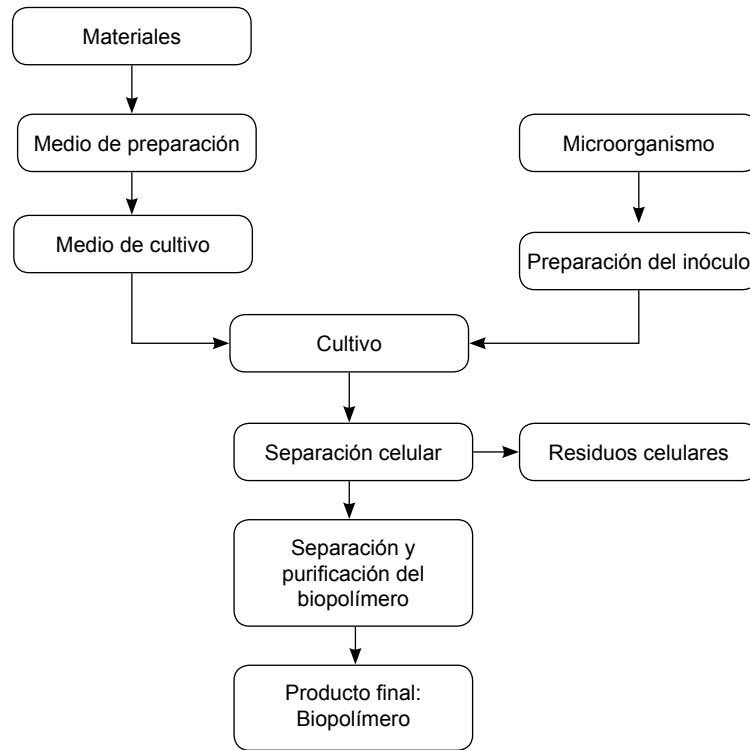 Materiales
Medio de preparación
Microorganismo
Medio de cultivo
Preparación del inóculo
Cultivo
Separación celular
Residuos celulares
Separación y
purificación del
biopolímero
Producto final:
Biopolímero